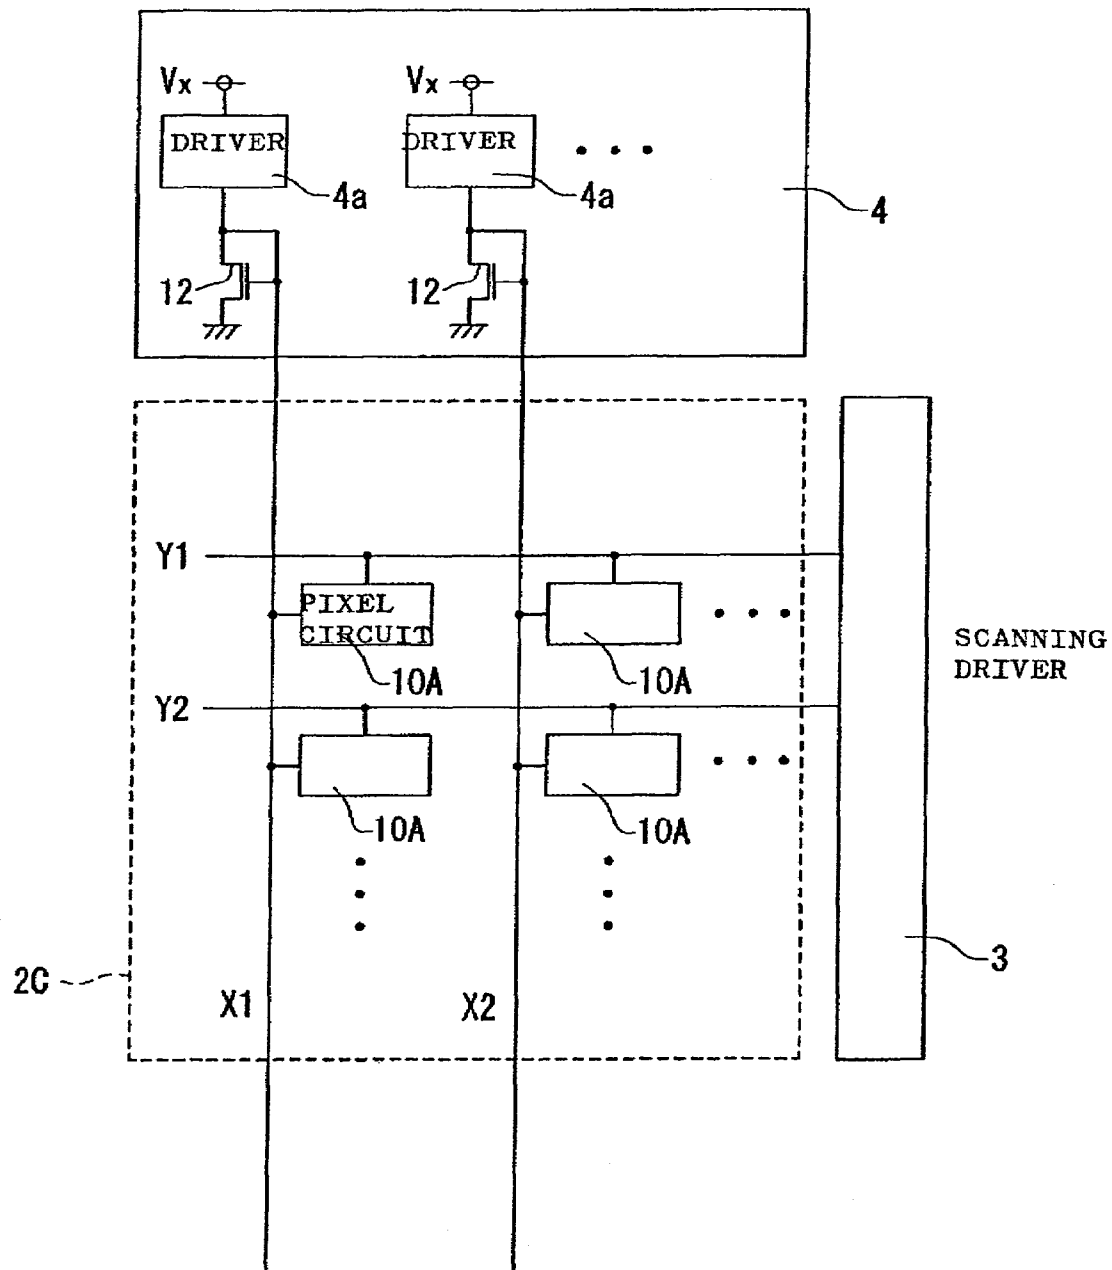 Vx Vx
DRIVER DRIVER
4a 4a 4
12 12
Y1
PIXEL
CIRCUIT
SCANNING
DRIVER
10A 10A
Y2
10A 10A
3
2C
X1 X2